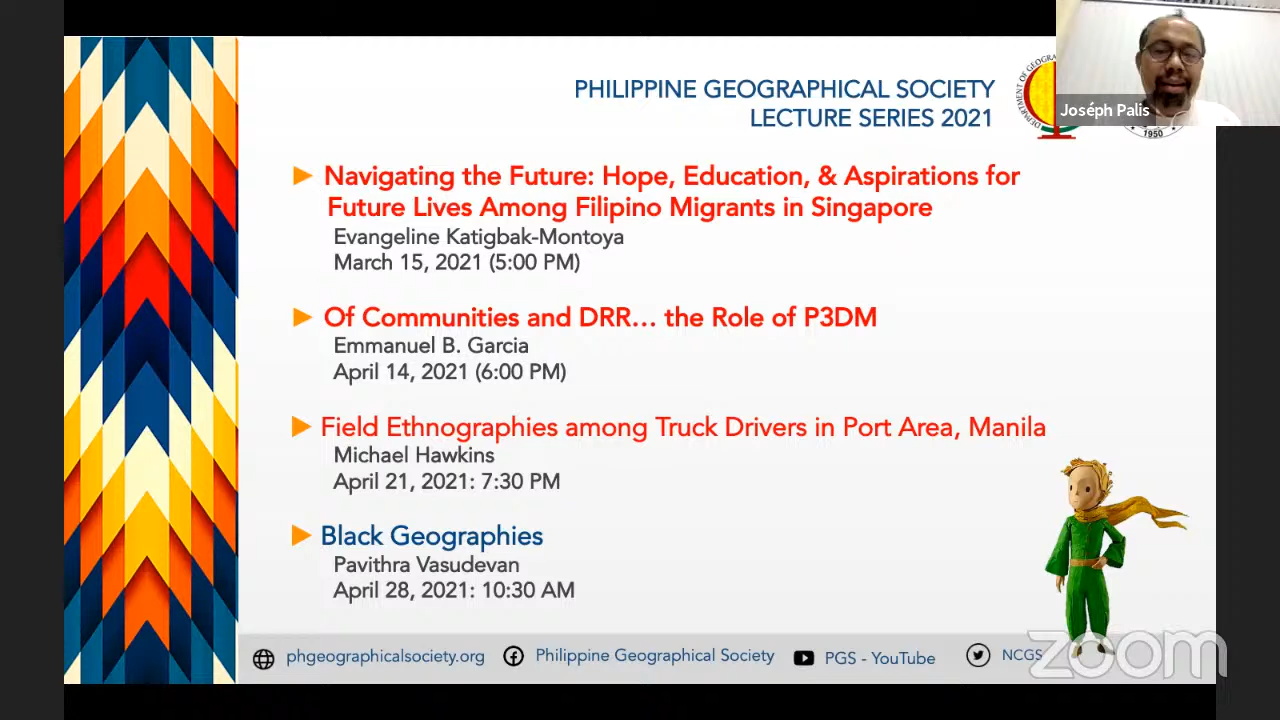 PHILIPPINE GEOGRAPHICAL SOCIETY
LECTURE SERIES 2021
Joséph Palis
1950
Navigating the Future: Hope, Education, & Aspirations for
Future Lives Among Filipino Migrants in Singapore
Evangeline Katigbak-Montoya
March 15, 2021 (5:00 PM)
Of Communities and DRR… the Role of P3DM
Emmanuel B. Garcia
April 14, 2021 (6:00 PM)
Field Ethnographies among Truck Drivers in Port Area, Manila
Michael Hawkins
April 21, 2021: 7:30 PM
Black Geographies
Pavithra Vasudevan
April 28, 2021: 10:30 AM
phgeographicalsociety.org Philippine Geographical Society PGS - YouTube NCGS
zoom